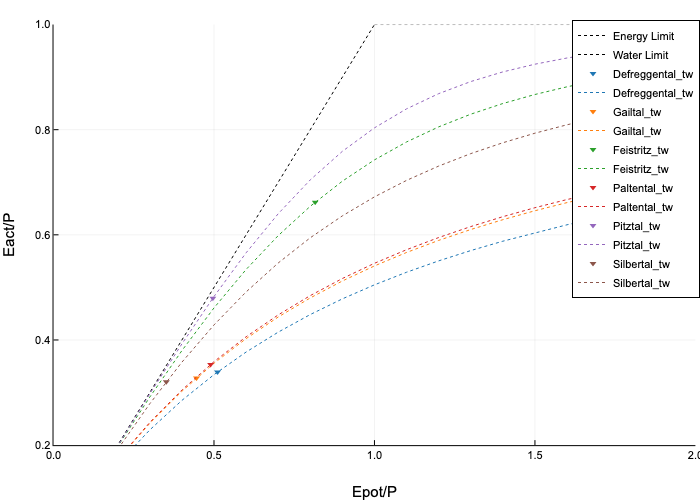 1.0
0.8
0.6
0.4
0.2
Eact/P
0.0
0.5
1.0
1.5
2.0
Epot/P
Energy Limit
Water Limit
Defreggental_tw
Defreggental_tw
Gailtal_tw
Gailtal_tw
Feistritz_tw
Feistritz_tw
Paltental_tw
Paltental_tw
Pitztal_tw
Pitztal_tw
Silbertal_tw
Silbertal_tw